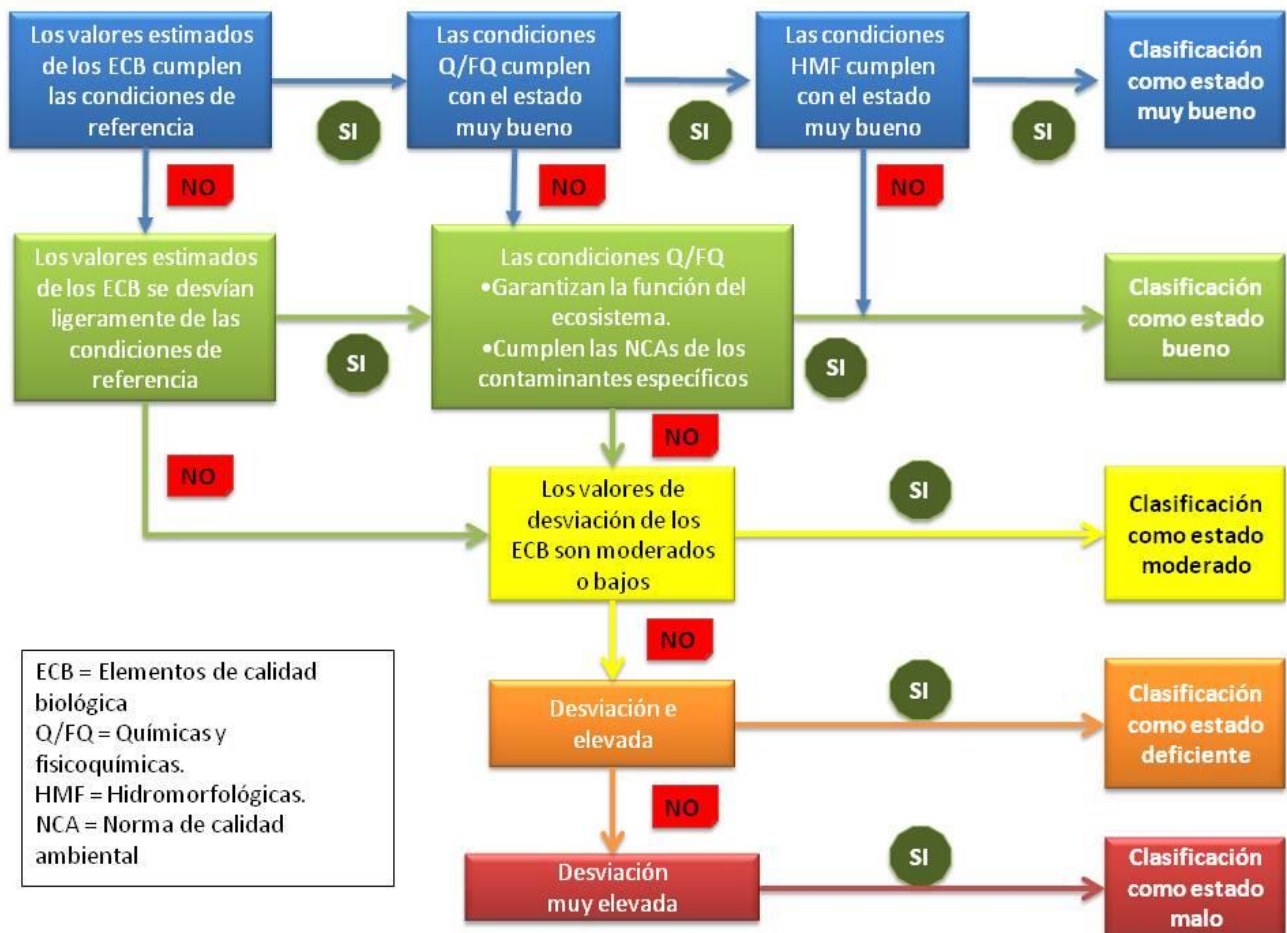 Los valores estimados
de los ECB cumplen
las condiciones de
referencia
SI
Las condiciones
Q/FQ cumplen
con el estado
muy bueno
SI
Las condiciones
HMF cumplen
con el estado
muy bueno
SI
Clasificación
como estado
muy bueno
NO
NO
NO
Los valores estimados
de los ECB se desvían
ligeramente de las
condiciones de
referencia
SI
Las condiciones Q/FQ
•Garantizan la función del
ecosistema.
•Cumplen las NCAs de los
contaminantes específicos
SI
Clasificación
como estado
bueno
NO
NO
Los valores de
desviación de los
ECB son moderados
o bajos
SI
Clasificación
como estado
moderado
NO
ECB = Elementos de calidad
biológica
Q/FQ = Químicas y
fisicoquímicas.
HMF = Hidromorfológicas.
NCA = Norma de calidad
ambiental
Desviación e
elevada
SI
Clasificación
como estado
deficiente
NO
Desviación
muy elevada
SI
Clasificación
como estado
malo